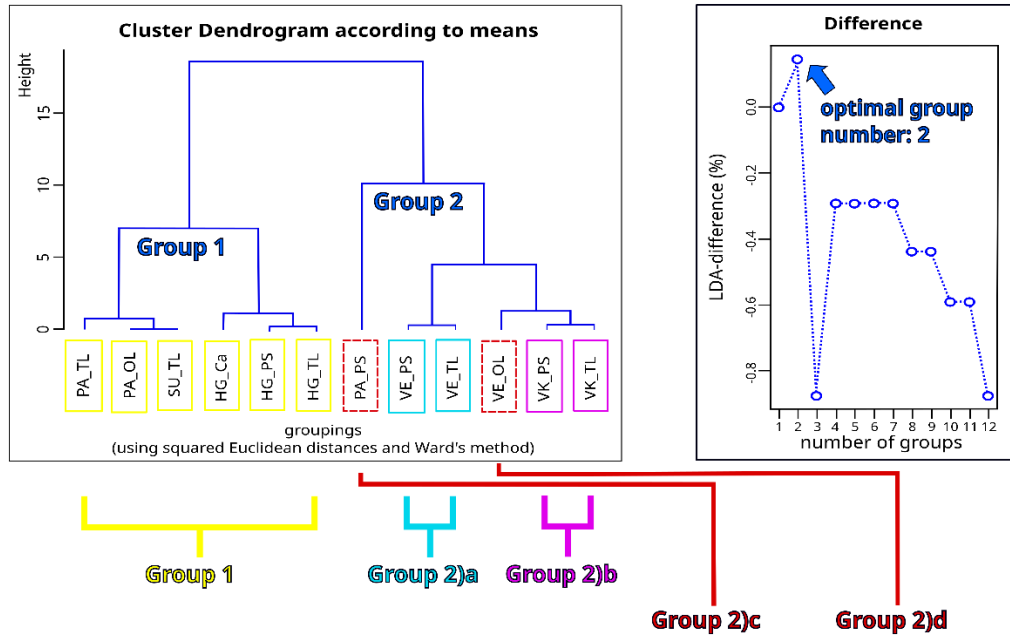 Cluster Dendrogram according to means
Height
15
10
5
0
Group 1
Group 2
PA_TL
PA_OL
SU_TL
HG_Ca
HG_PS
HG_TL
PA_PS
VE_PS
VE_TL
VE_OL
VK_PS
VK_TL
groupings
(using squared Euclidean distances and Ward's method)
Difference
optimal group
number: 2
LDA-difference (%)
0.0
-0.2
-0.4
-0.6
-0.8
1 2 3 4 5 6 7 8 9 10 11 12
number of groups
Group 1
Group 2)a
Group 2)b
Group 2)c
Group 2)d